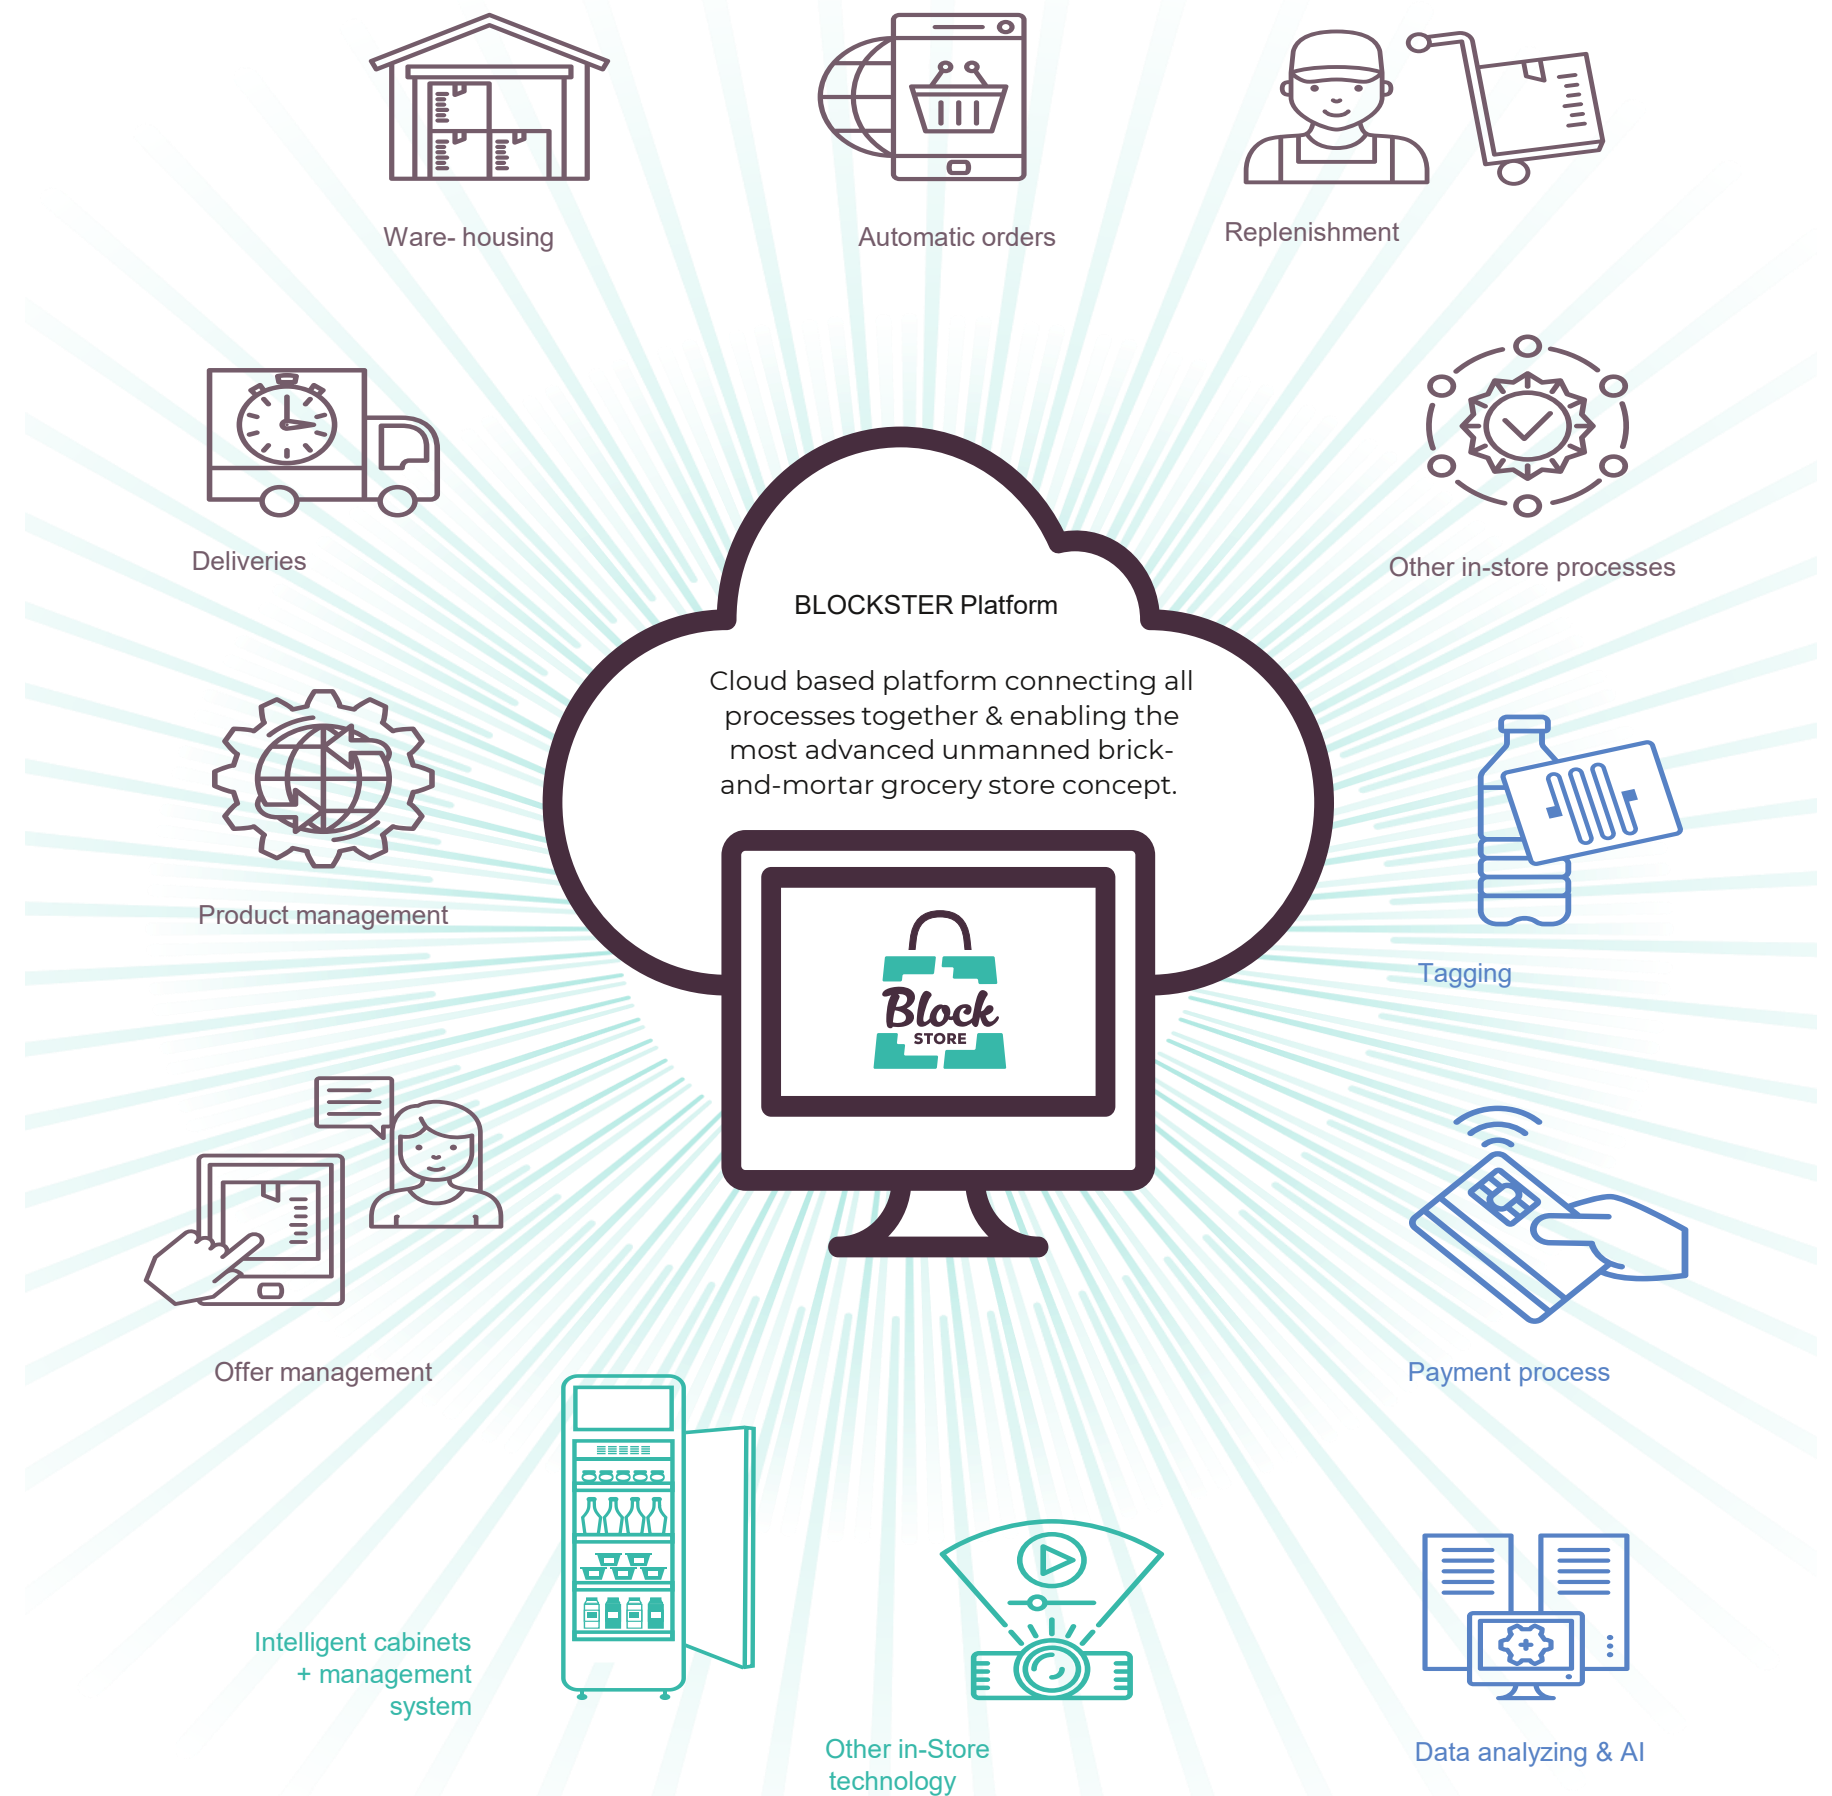 Ware- housing
Automatic orders
Replenishment
Deliveries
Other in-store processes
BLOCKSTER Platform
Cloud based platform connecting all
processes together & enabling the
most advanced unmanned brick-
and-mortar grocery store concept.
Product management
Tagging
Block
STORE
Offer management
Payment process
Intelligent cabinets
+ management
system
Other in-Store
technology
Data analyzing & AI